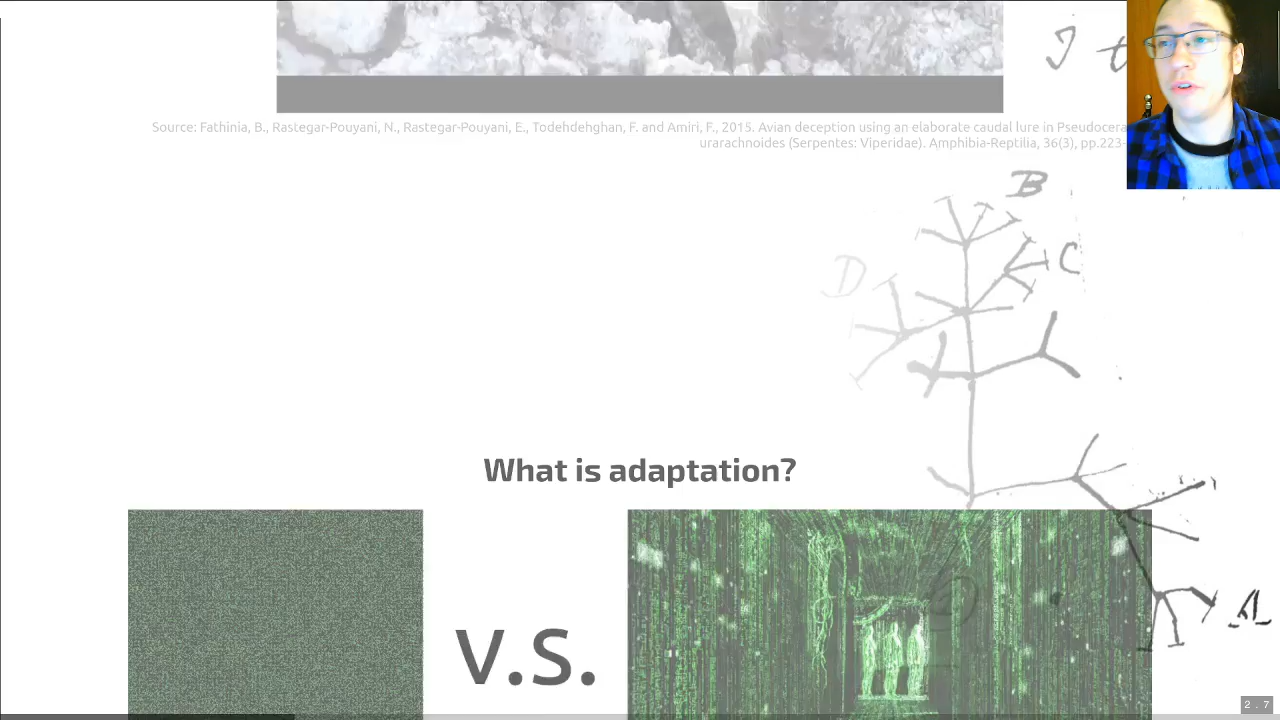 I t
Source: Fathinia, B., Rastegar-Pouyani, N., Rastegar-Pouyani, E., Todehdehghan, F. and Amiri, F., 2015. Avian deception using an elaborate caudal lure in Pseudocera
urarachnoides (Serpentes: Viperidae). Amphibia-Reptilia, 36(3), pp.223-
B
C
D
What is adaptation?
v.s.
A
2.7